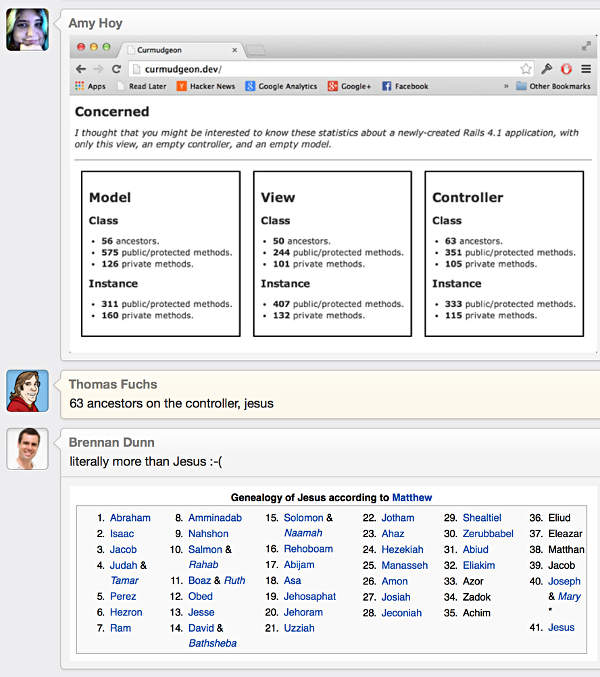 Amy Hoy
Curmudgeon
curmudgeon.dev/
Apps Read Later Hacker News Google Analytics Google+ Facebook » Other Bookmarks
Concerned
I thought that you might be interested to know these statistics about a newly-created Rails 4.1 application, with
only this view, an empty controller, and an empty model.
Model
Class
• 56 ancestors.
• 575 public/protected methods.
• 126 private methods.
Instance
• 311 public/protected methods.
• 160 private methods.
View
Class
• 50 ancestors.
• 244 public/protected methods.
• 101 private methods.
Instance
• 407 public/protected methods.
• 132 private methods.
Controller
Class
• 63 ancestors.
• 351 public/protected methods.
• 105 private methods.
Instance
• 333 public/protected methods.
• 115 private methods.
Thomas Fuchs
63 ancestors on the controller, jesus
Brennan Dunn
literally more than Jesus :-(
Genealogy of Jesus according to Matthew
1. Abraham
2. Isaac
3. Jacob
4. Judah &
Tamar
5. Perez
6. Hezron
7. Ram
8. Amminadab
9. Nahshon
10. Salmon &
Rahab
11. Boaz & Ruth
12. Obed
13. Jesse
14. David &
Bathsheba
15. Solomon &
Naamah
16. Rehoboam
17. Abijam
18. Asa
19. Jehosaphat
20. Jehoram
21. Uzziah
22. Jotham
23. Ahaz
24. Hezekiah
25. Manasseh
26. Amon
27. Josiah
28. Jeconiah
29. Shealtiel
30. Zerubbabel
31. Abiud
32. Eliakim
33. Azor
34. Zadok
35. Achim
36. Eliud
37. Eleazar
38. Matthan
39. Jacob
40. Joseph
& Mary
*
41. Jesus